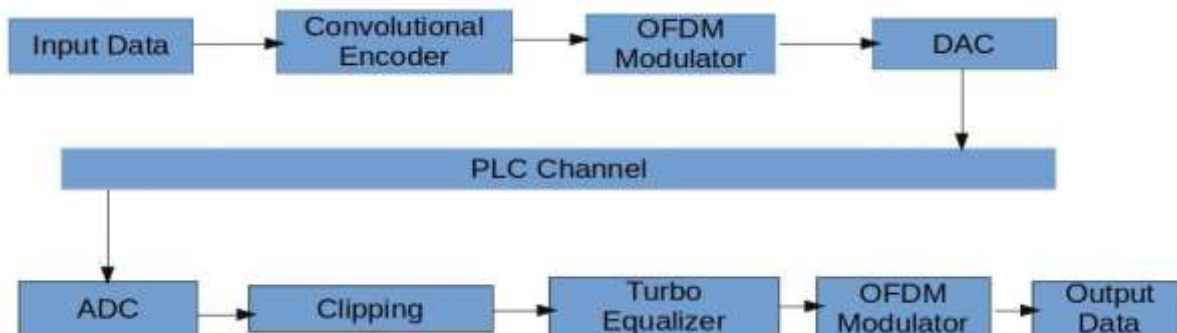 Input Data
Convolutional
Encoder
OFDM
Modulator
DAC
PLC Channel
ADC
Clipping
Turbo
Equalizer
OFDM
Modulator
Output
Data